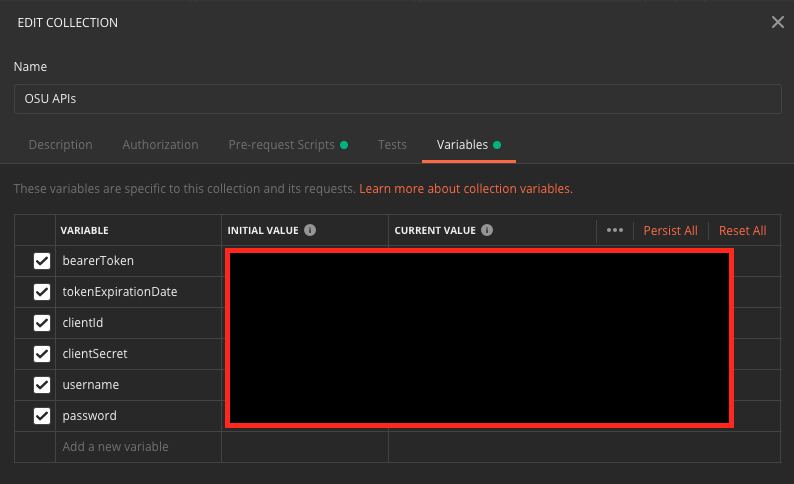 EDIT COLLECTION
Name
OSU APIs
Description Authorization Pre-request Scripts Tests Variables
These variables are specific to this collection and its requests. Learn more about collection variables.
VARIABLE INITIAL VALUE CURRENT VALUE Persist All Reset All
bearerToken
tokenExpirationDate
clientId
clientSecret
username
password
Add a new variable